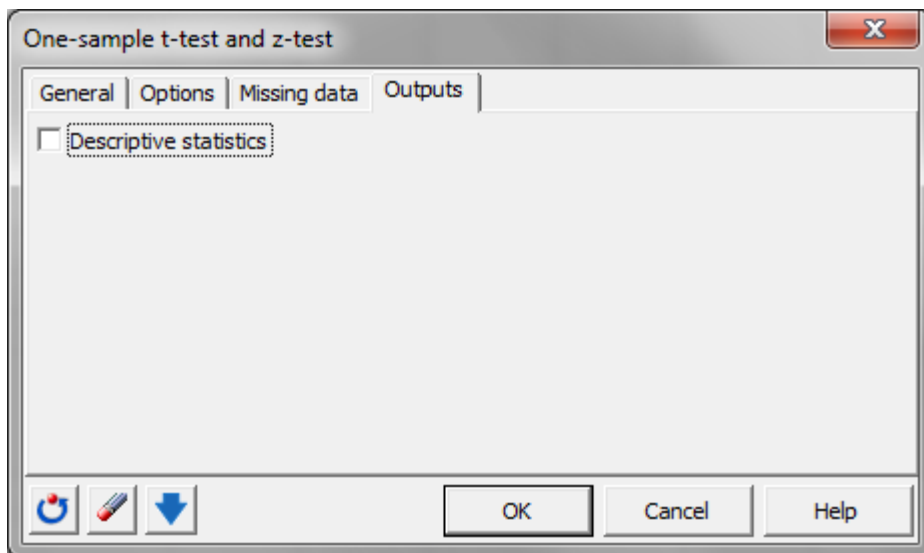 One-sample t-test and z-test
General Options Missing data Outputs
Descriptive statistics
OK Cancel Help